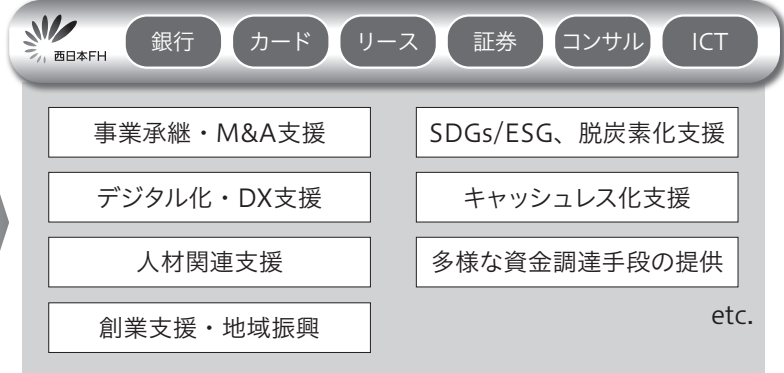 西日本FH 銀行 カード リース 証券 コンサル ICT
事業承継・M&A支援
SDGs/ESG、脱炭素化支援
デジタル化・DX支援
キャッシュレス化支援
人材関連支援
多様な資金調達手段の提供
創業支援・地域振興
etc.